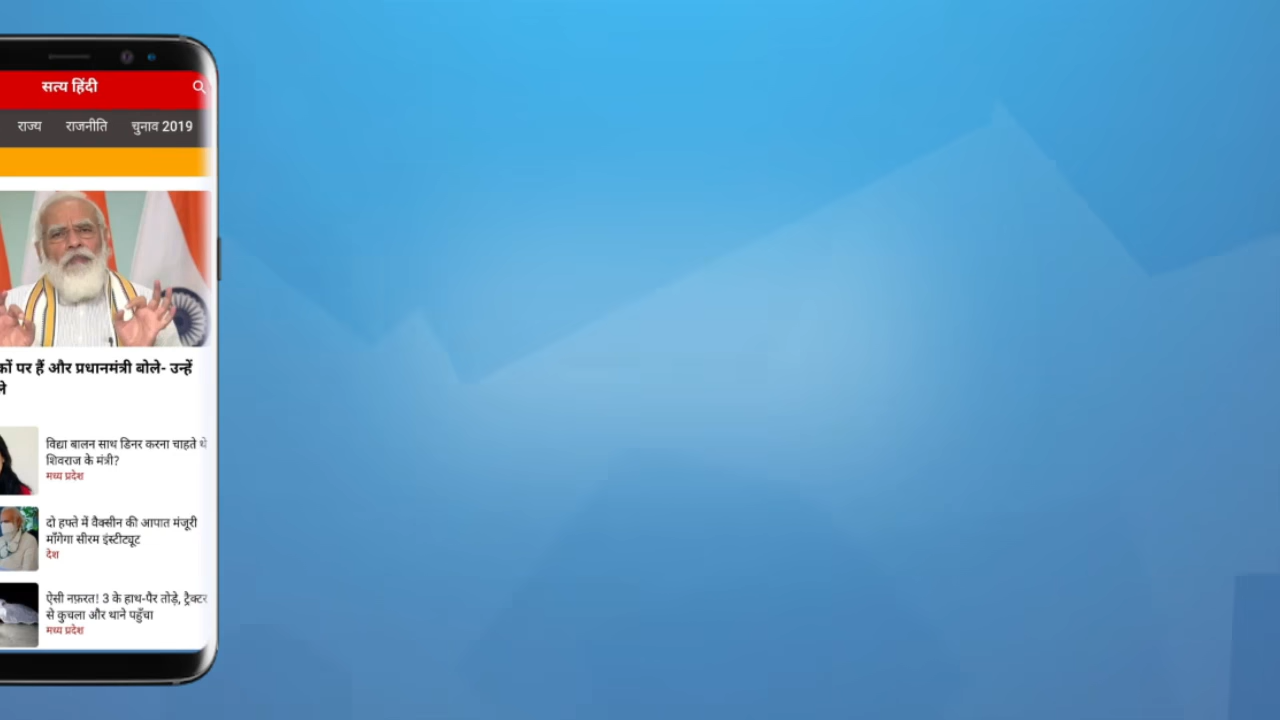 सत्य हिंदी
राज्य राजनीति चुनाव 2019
पर हैं और प्रधानमंत्री बोले- उन्हें
विद्या बालन साथ डिनर करना चाहते थे
शिवराज के मंत्री?
मध्य प्रदेश
दो हफ्ते में वैक्सीन की आपात मंजूरी
माँगेगा सीरम इंस्टीट्यूट
देश
ऐसी नफ़रत! 3 के हाथ-पैर तोड़े, ट्रैक्टर
से कुचला और थाने पहुँचा
मध्य प्रदेश